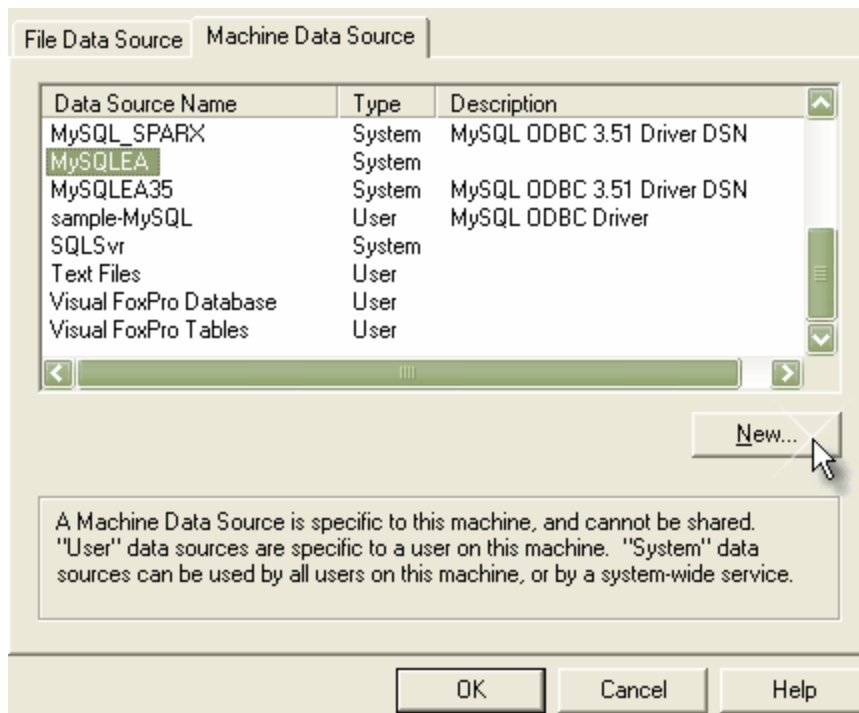 File Data Source Machine Data Source
Data Source Name Type Description
MySQL_SPARX System MySQL ODBC 3.51 Driver DSN
MySQLEA System
MySQLEA35 System MySQL ODBC 3.51 Driver DSN
sample-MySQL User MySQL ODBC Driver
SQLSvr System
Text Files User
Visual FoxPro Database User
Visual FoxPro Tables User
New...
A Machine Data Source is specific to this machine, and cannot be shared.
"User" data sources are specific to a user on this machine. "System" data
sources can be used by all users on this machine, or by a system-wide service.
OK Cancel Help